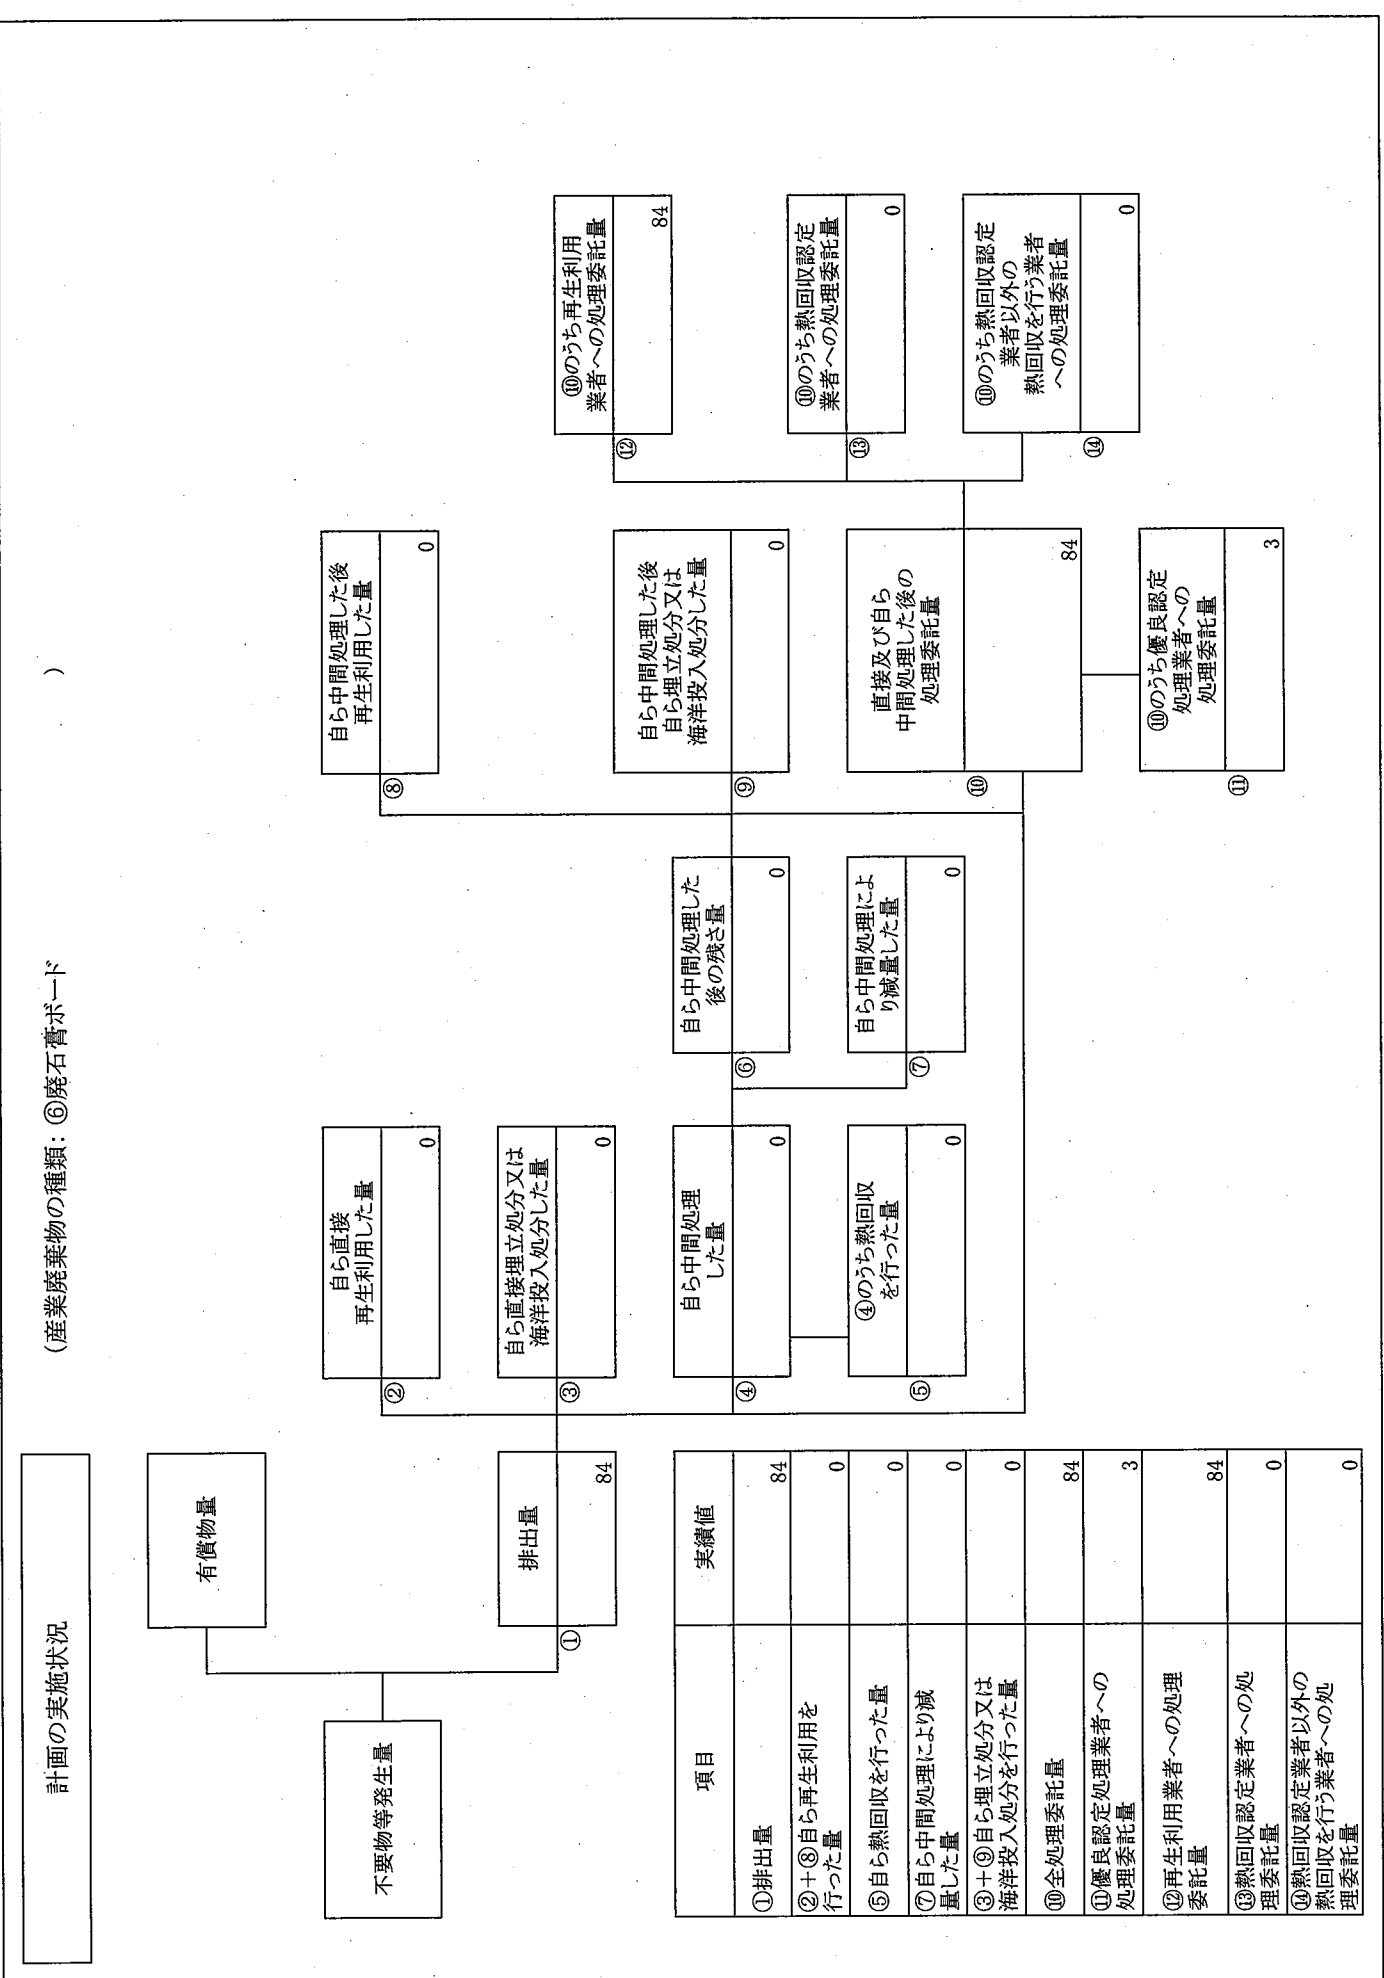 計画の実施状況
(産業廃棄物の種類：⑥廃石膏ボード　　　　)
不要物等発生量
有償物量
①
排出量
84
②
自ら直接
再生利用した量
0
③
自ら直接埋立処分又は
海洋投入処分した量
0
④
自ら中間処理
した量
0
⑤
④のうち熱回収
を行った量
0
⑥
自ら中間処理した
後の残さ量
0
⑦
自ら中間処理によ
り減量した量
0
⑧
自ら中間処理した後
再生利用した量
0
⑨
自ら中間処理した後
自ら埋立処分又は
海洋投入処分した量
0
⑩
直接及び自ら
中間処理した後の
処理委託量
84
⑪
⑩のうち優良認定
処理業者への
処理委託量
3
⑫
⑩のうち再生利用
業者への処理委託量
84
⑬
⑩のうち熱回収認定
業者への処理委託量
0
⑭
⑩のうち熱回収認定
業者以外の
熱回収を行う業者
への処理委託量
0
項目　実績値
①排出量　84
②＋⑧自ら再生利用を
行った量　0
⑤自ら熱回収を行った量　0
⑦自ら中間処理により減
量した量　0
③＋⑨自ら埋立処分又は
海洋投入処分を行った量　0
⑩全処理委託量　84
⑪優良認定処理業者への
処理委託量　3
⑫再生利用業者への処理
委託量　84
⑬熱回収認定業者への処
理委託量　0
⑭熱回収認定業者以外の
熱回収を行う業者への処
理委託量　0